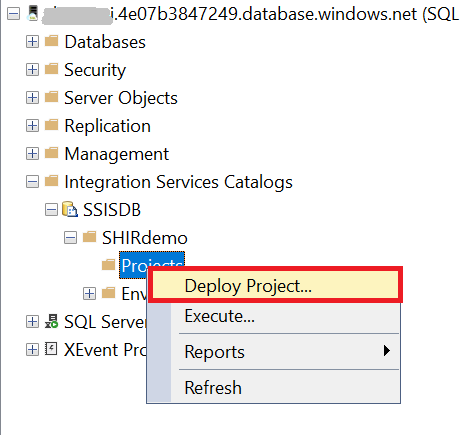 i.4e07b3847249.database.windows.net (SQL
Databases
Security
Server Objects
Replication
Management
Integration Services Catalogs
SSISDB
SHIRdemo
Projects
Deploy Project...
Env
Execute...
SQL Server
XEvent Pro
Reports
Refresh